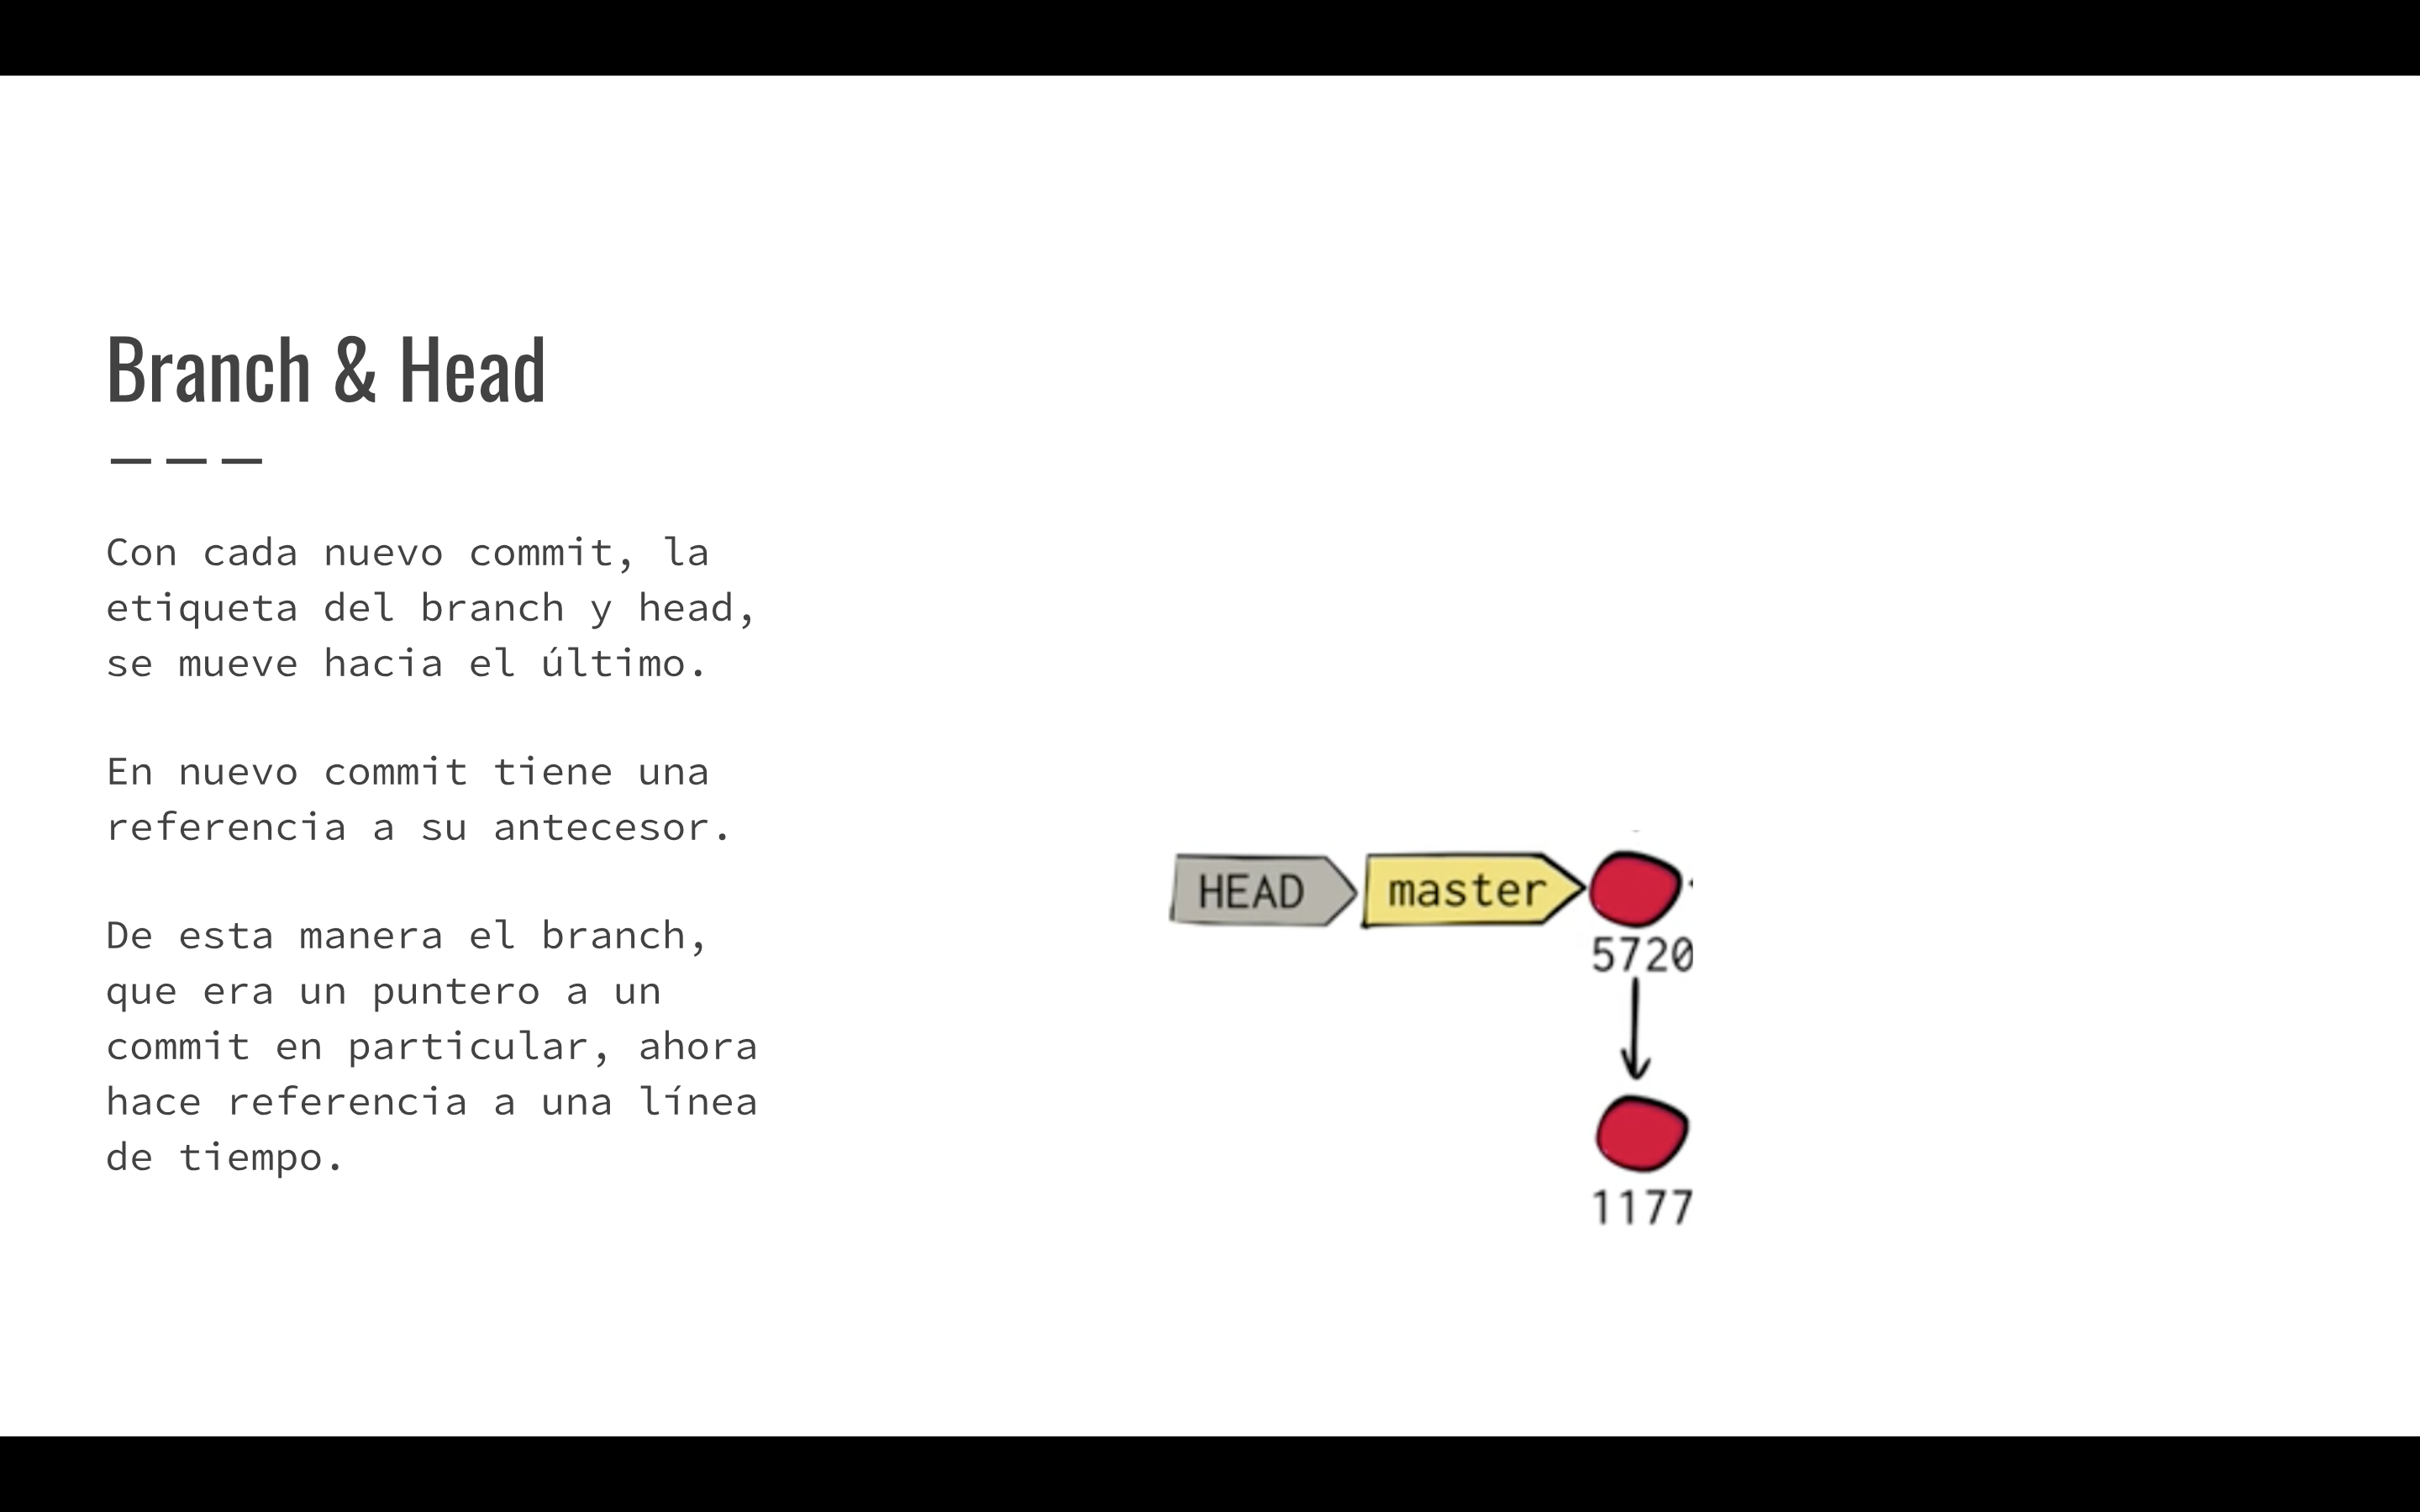 Branch & Head
Con cada nuevo commit, la
etiqueta del branch y head,
se mueve hacia el último.
En nuevo commit tiene una
referencia a su antecesor.
De esta manera el branch,
que era un puntero a un
commit en particular, ahora
hace referencia a una línea
de tiempo.
HEAD
master
5720
1177